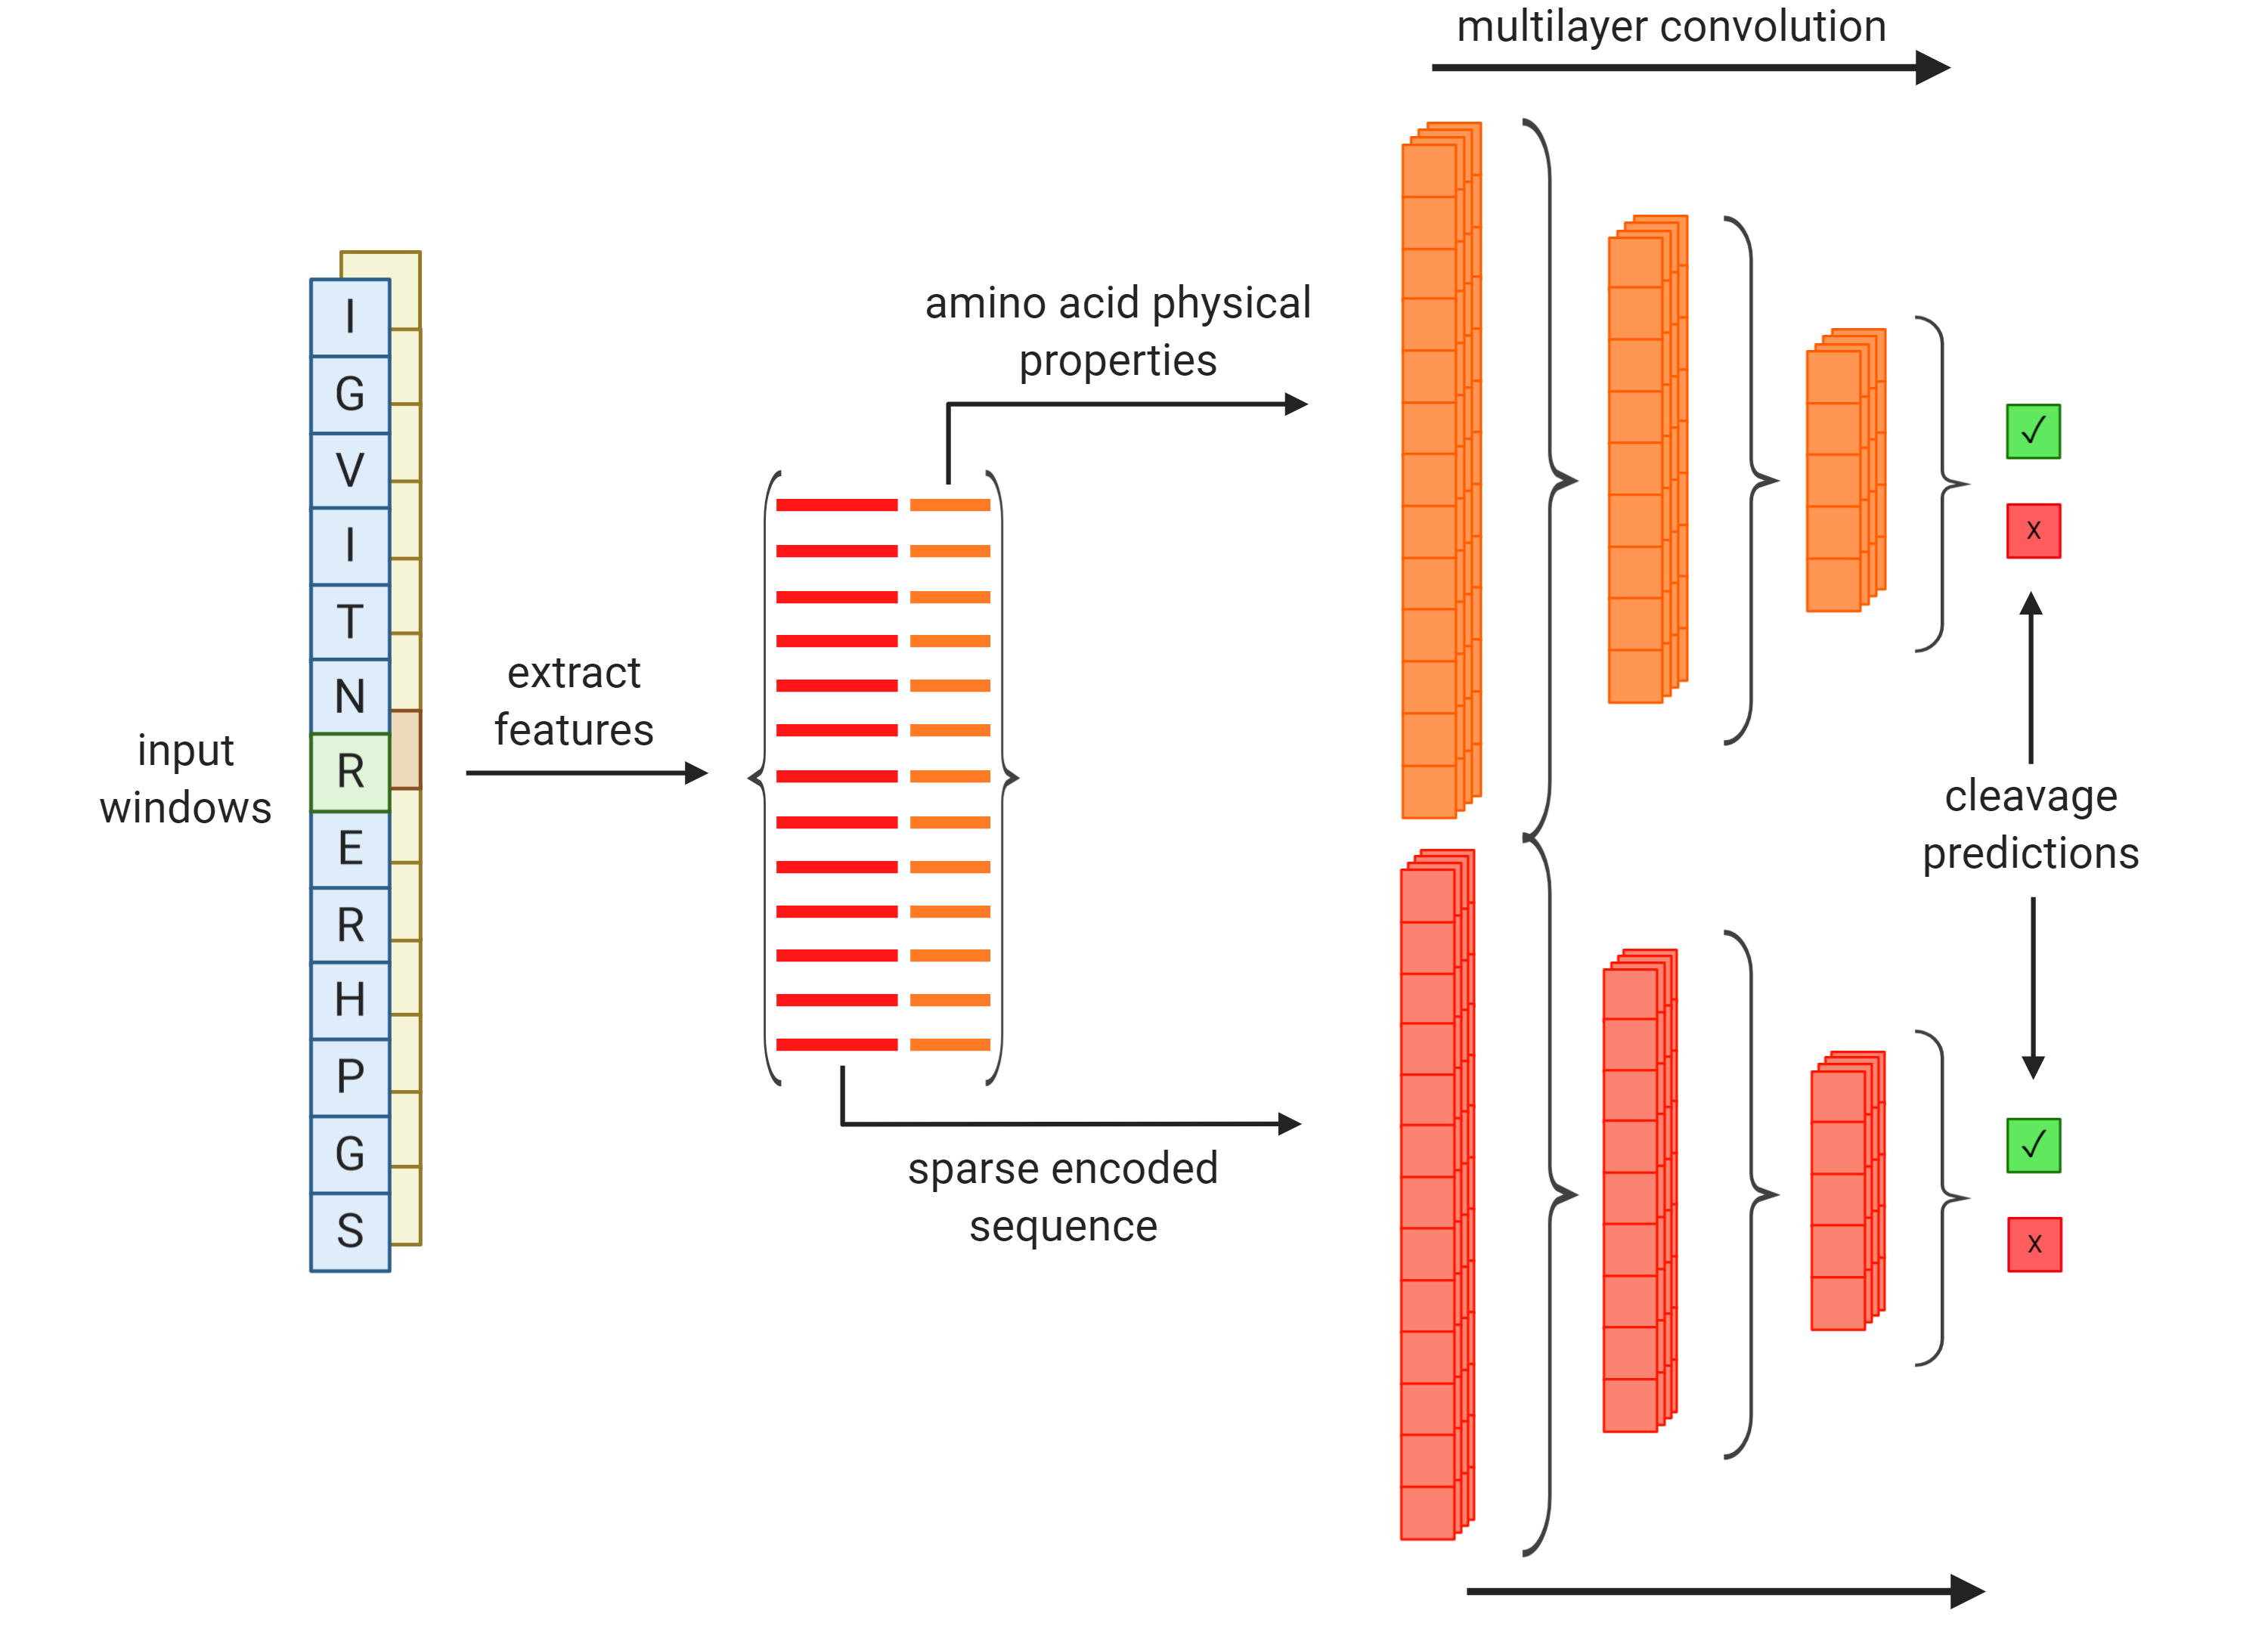 multilayer convolution
amino acid physical
properties
I
G
V
I
T
N
R
E
R
H
P
G
S
input
windows
extract
features
sparse encoded
sequence
✓
x
cleavage
predictions
✓
x